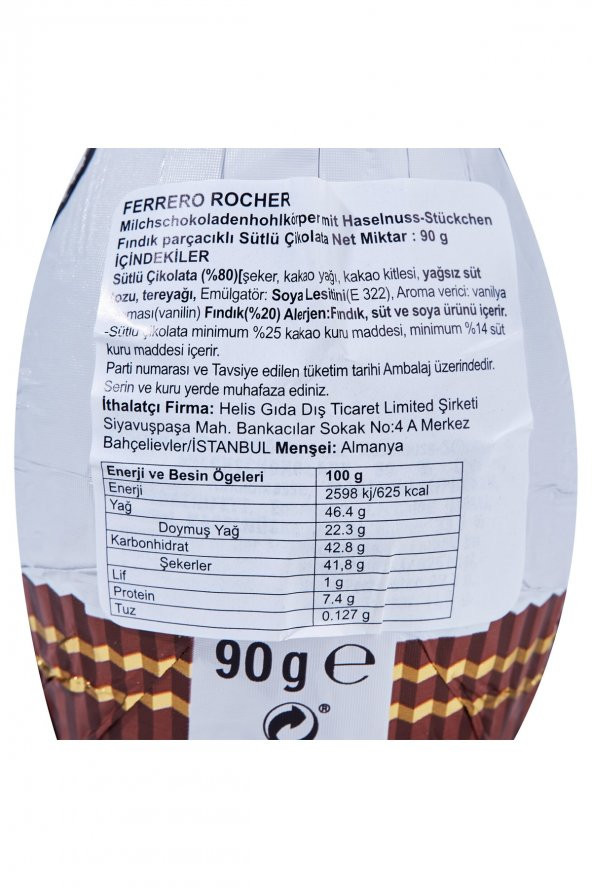 FERRERO ROCHER
Milchschokoladenhohlkörper mit Haselnuss-Stückchen
Fındık parçacıklı Sütlü Çikolata Net Miktar : 90 g
İÇİNDEKİLER
Sütlü Çikolata (%80)[şeker, kakao yağı, kakao kitlesi, yağsız süt
tozu, tereyağı, Emülgatör: Soya Lesitini(E 322), Aroma verici: vanilya
ması(vanilin) Fındık(%20) Alerjen:Fındık, süt ve soya ürünü içerir.
-Sütlü çikolata minimum %25 kakao kuru maddesi, minimum %14 süt
kuru maddesi içerir.
Parti numarası ve Tavsiye edilen tüketim tarihi Ambalaj üzerindedir.
Serin ve kuru yerde muhafaza ediniz.
İthalatçı Firma: Helis Gıda Dış Ticaret Limited Şirketi
Siyavuşpaşa Mah. Bankacılar Sokak No:4 A Merkez
Bahçelievler/İSTANBUL Menşei: Almanya
Enerji ve Besin Ögeleri 100 g
Enerji 2598 kj/625 kcal
Yağ 46.4 g
Doymuş Yağ 22.3 g
Karbonhidrat 42.8 g
Şekerler 41,8 g
Lif 1 g
Protein 7.4 g
Tuz 0.127 g
90 g ℮
®